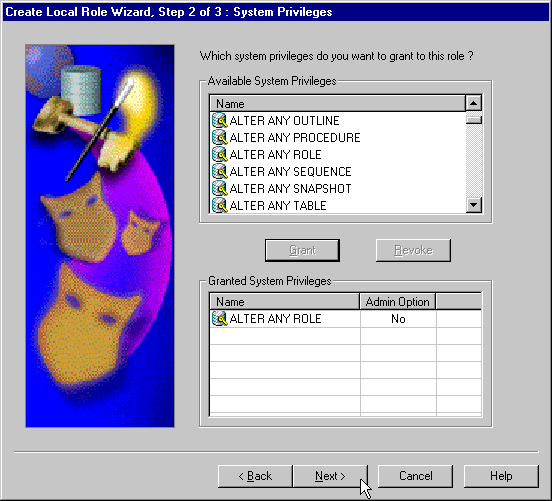 Create Local Role Wizard, Step 2 of 3 : System Privileges
Which system privileges do you want to grant to this role ?
Available System Privileges
Name
ALTER ANY OUTLINE
ALTER ANY PROCEDURE
ALTER ANY ROLE
ALTER ANY SEQUENCE
ALTER ANY SNAPSHOT
ALTER ANY TABLE
Grant Revoke
Granted System Privileges
Name Admin Option
ALTER ANY ROLE No
< Back Next > Cancel Help